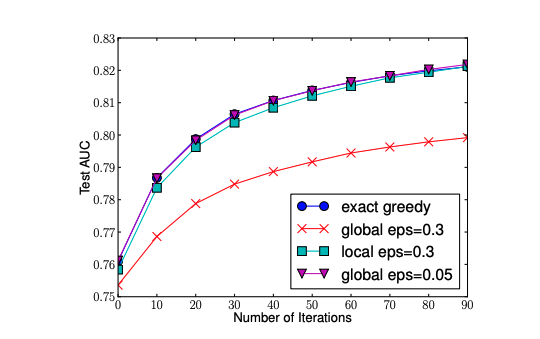 0.83
0.82
0.81
0.80
0.79
0.78
0.77
0.76
0.75
Test AUC
exact greedy
global eps=0.3
local eps=0.3
global eps=0.05
0 10 20 30 40 50 60 70 80 90
Number of Iterations